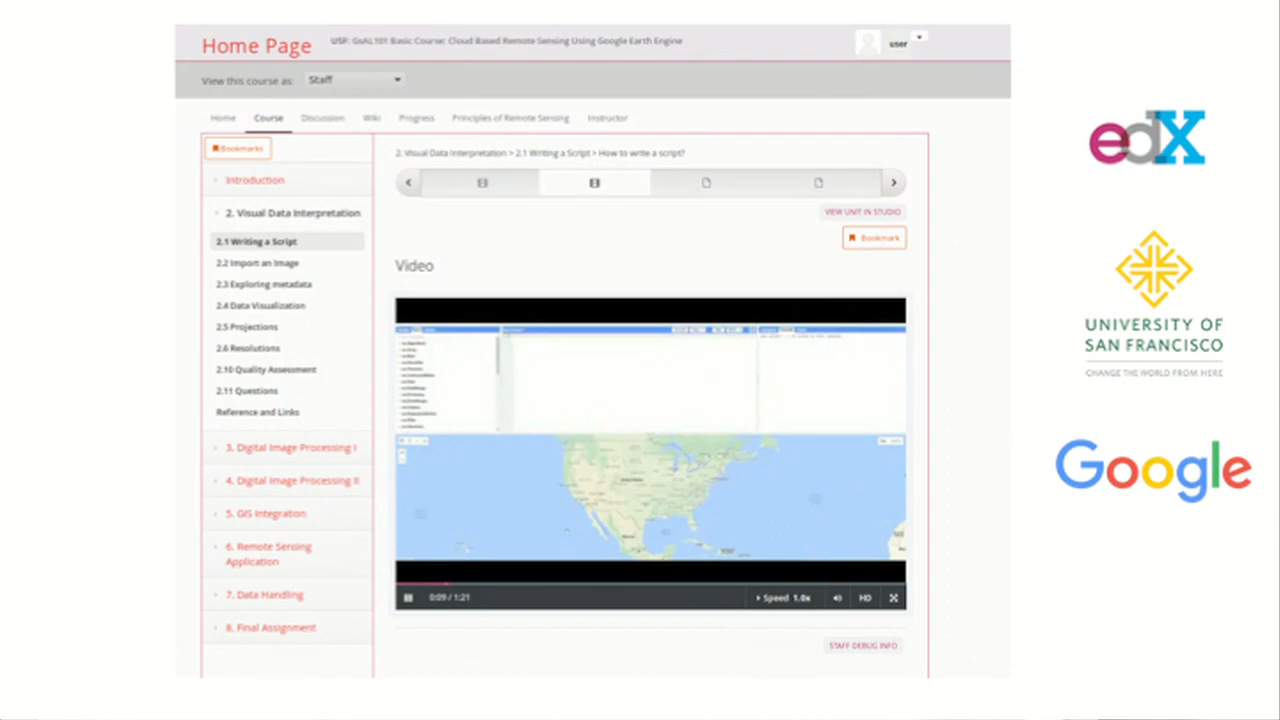 Home Page
USF: GsAL101 Basic Course: Cloud Based Remote Sensing Using Google Earth Engine
user
View this course as: Staff
Home Course Discussion Wiki Progress Principles of Remote Sensing Instructor
Bookmarks
Introduction
2. Visual Data Interpretation
2.1 Writing a Script
2.2 Import an Image
2.3 Exploring metadata
2.4 Data Visualization
2.5 Projections
2.6 Resolutions
2.10 Quality Assessment
2.11 Questions
Reference and Links
3. Digital Image Processing I
4. Digital Image Processing II
5. GIS Integration
6. Remote Sensing
Application
7. Data Handling
8. Final Assignment
2. Visual Data Interpretation > 2.1 Writing a Script > How to write a script?
VIEW UNIT IN STUDIO
Bookmark
Video
United States
Mexico
0:09 / 1:21
Speed 1.0x
HD
STAFF DEBUG INFO
edX
UNIVERSITY OF
SAN FRANCISCO
CHANGE THE WORLD FROM HERE
Google